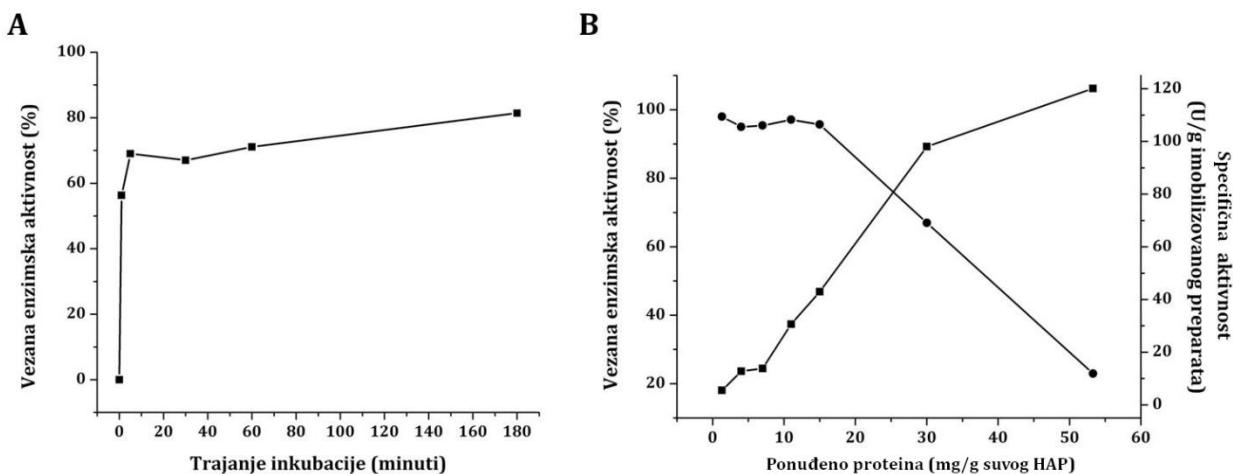 A
Vezana enzimska aktivnost (%)
100
80
60
40
20
0
0 20 40 60 80 100 120 140 160 180
Trajanje inkubacije (minuti)
B
Vezana enzimska aktivnost (%)
100
80
60
40
20
0 10 20 30 40 50 60
Ponuđeno proteina (mg/g suvog HAP)
120
100
80
60
40
20
0
Specifična aktivnost
(U/g imobilizovanog preparata)